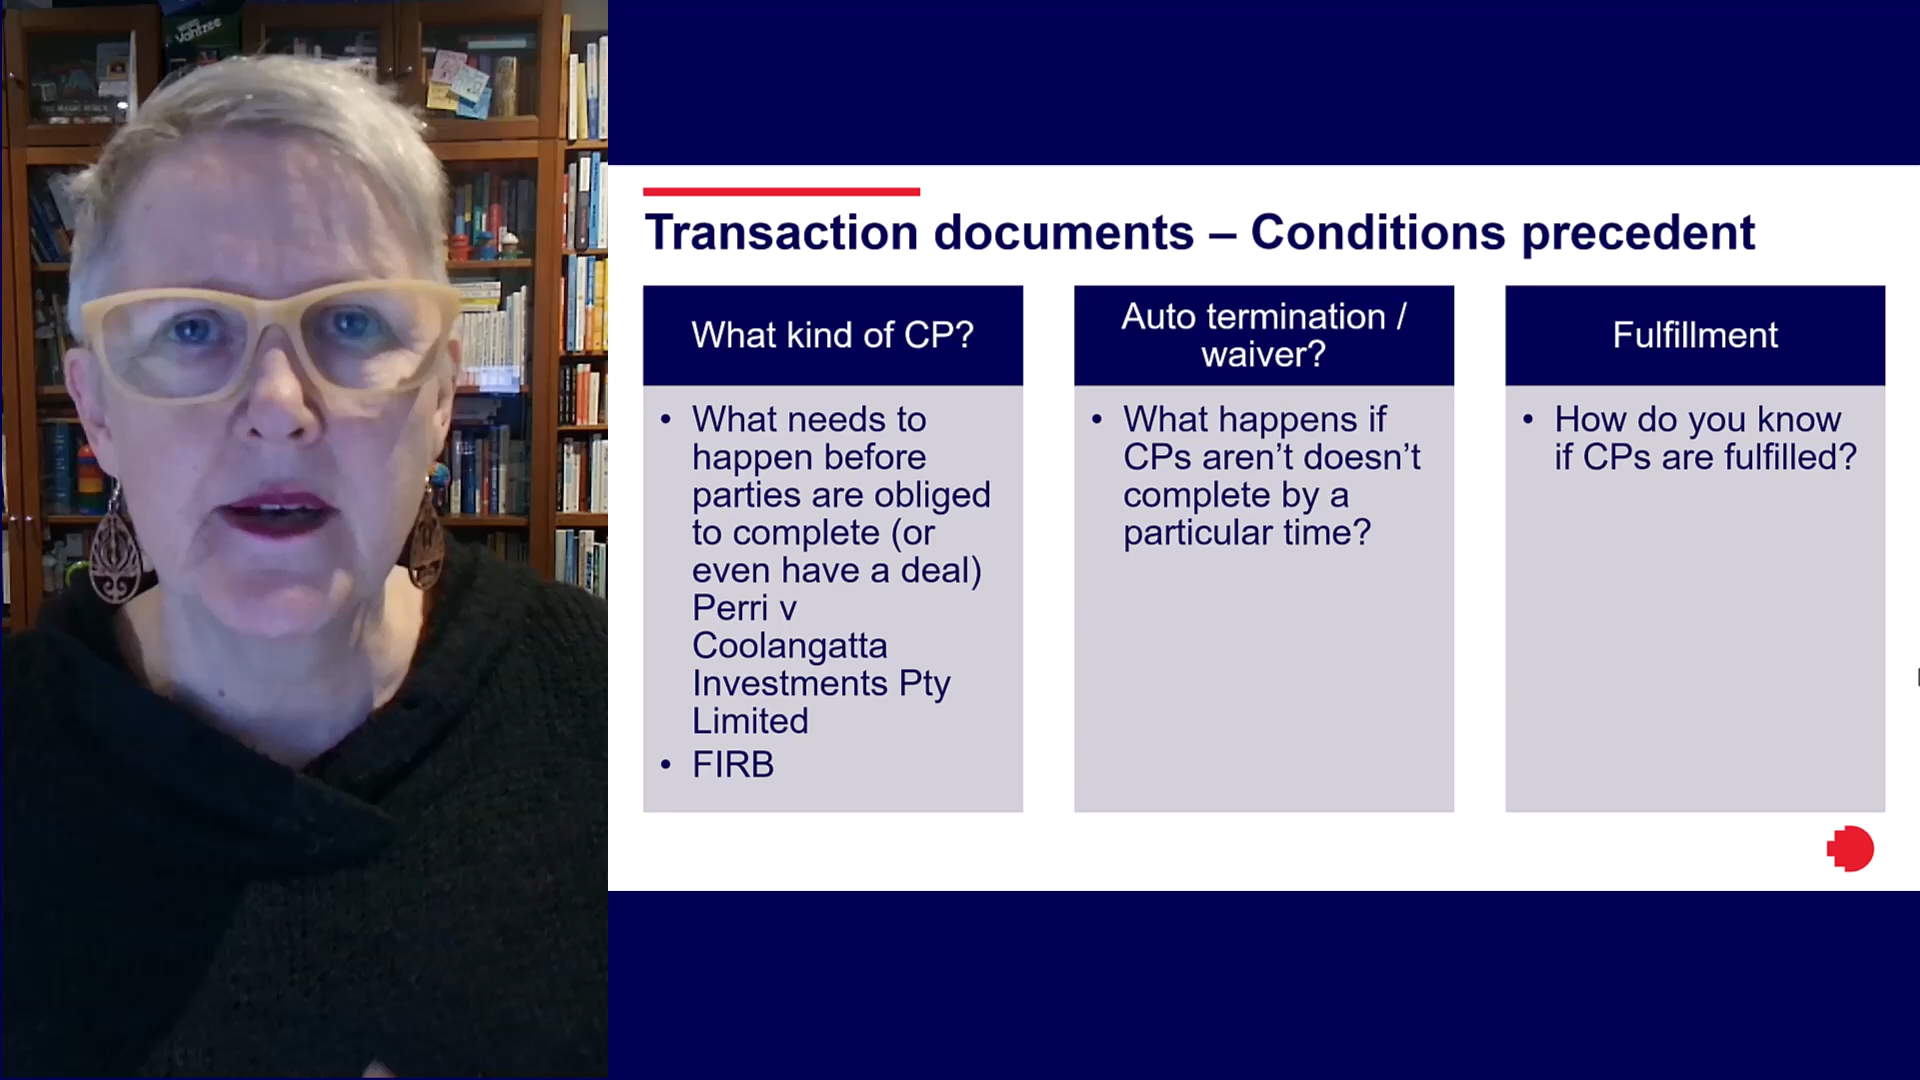 Yahtzee
Transaction documents – Conditions precedent
What kind of CP?
• What needs to
happen before
parties are obliged
to complete (or
even have a deal)
Perri v
Coolangatta
Investments Pty
Limited
• FIRB
Auto termination /
waiver?
• What happens if
CPs aren’t doesn’t
complete by a
particular time?
Fulfillment
• How do you know
if CPs are fulfilled?